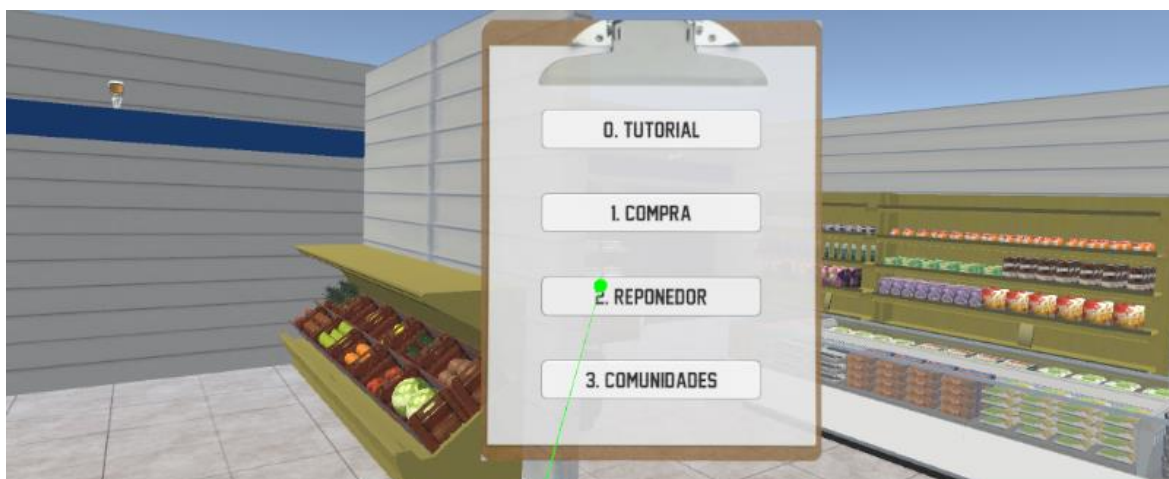 0. TUTORIAL
1. COMPRA
2. REPONEDOR
3. COMUNIDADES